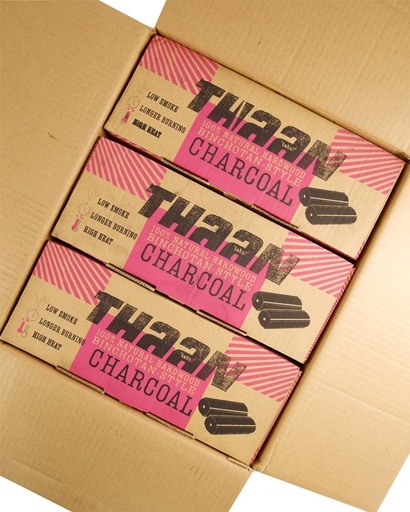 LOW SMOKE
LONGER BURNING
HIGH HEAT
THAAN
100% NATURAL HARDWOOD
BINCHOTAN-STYLE
CHARCOAL
LOW SMOKE
LONGER BURNING
HIGH HEAT
THAAN
100% NATURAL HARDWOOD
BINCHOTAN-STYLE
CHARCOAL
LOW SMOKE
LONGER BURNING
HIGH HEAT
THAAN
100% NATURAL HARDWOOD
BINCHOTAN-STYLE
CHARCOAL